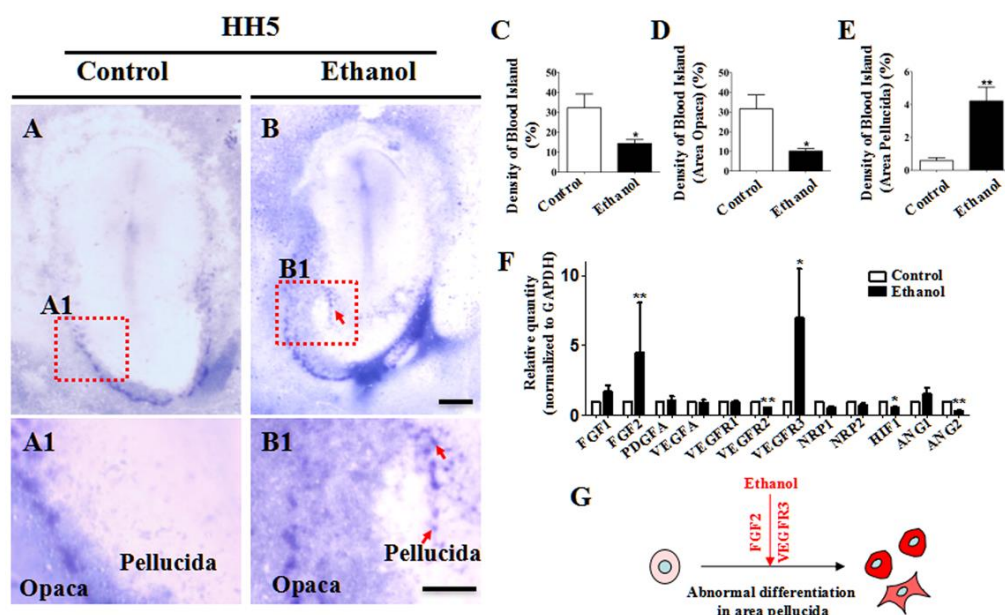 HH5
Control
Ethanol
A
A1
B
B1
A1
Opaca
Pellucida
B1
Opaca
Pellucida
C
Density of Blood Island
(%)
50
40
30
20
10
0
*
Control
Ethanol
D
Density of Blood Island
(Area Opaca) (%)
50
40
30
20
10
0
*
Control
Ethanol
E
Density of Blood Island
(Area Pellucida) (%)
6
4
2
0
**
Control
Ethanol
F
Relative quantity
(normalized to GAPDH)
10
5
0
**
**
*
*
**
Control
Ethanol
FGF1
FGF2
PDGFA
VEGFA
VEGFR1
VEGFR2
VEGFR3
NRP1
NRP2
HIF1
ANG1
ANG2
G
Ethanol
FGF2
VEGFR3
Abnormal differentiation
in area pellucida